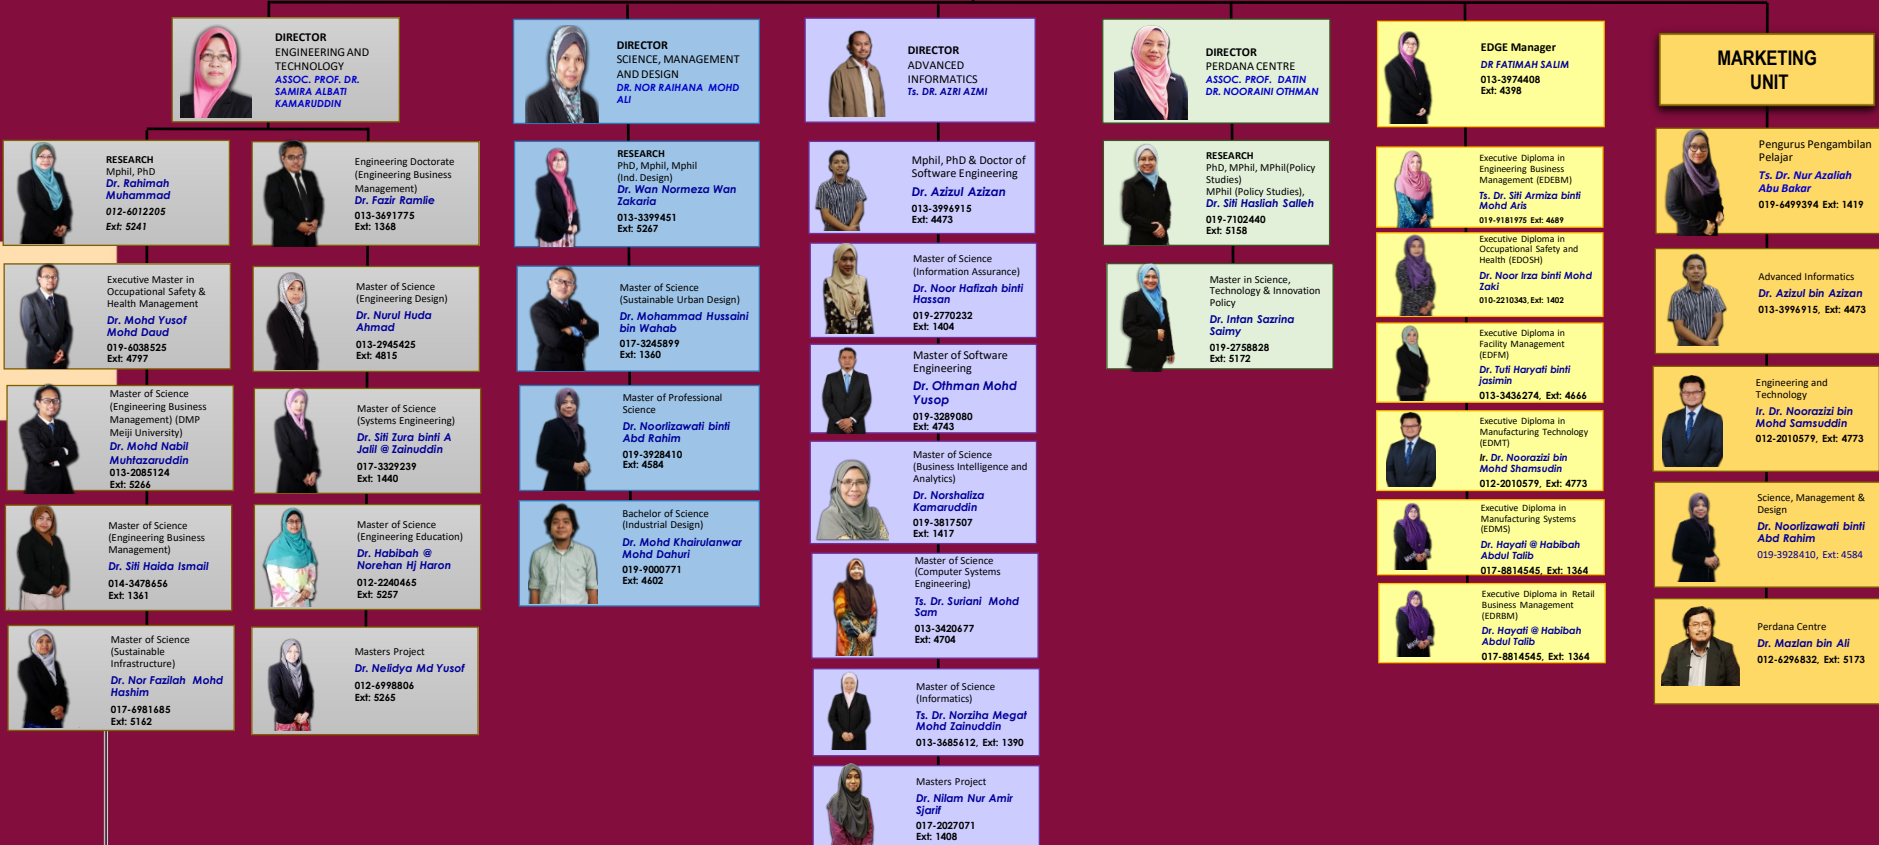 DIRECTOR
ENGINEERING AND
TECHNOLOGY
ASSOC. PROF. DR.
SAMIRA ALBATI
KAMARUDDIN
RESEARCH
Mphil, PhD
Dr. Rahimah
Muhammad
012-6012205
Ext: 5241
Executive Master in
Occupational Safety &
Health Management
Dr. Mohd Yusof
Mohd Daud
019-6038525
Ext: 4797
Master of Science
(Engineering Business
Management) (DMP
Meiji University)
Dr. Mohd Nabil
Muhtazaruddin
013-2085124
Ext: 5266
Master of Science
(Engineering Business
Management)
Dr. Siti Haida Ismail
014-3478656
Ext: 1361
Master of Science
(Sustainable
Infrastructure)
Dr. Nor Fazilah Mohd
Hashim
017-6981685
Ext: 5162
Engineering Doctorate
(Engineering Business
Management)
Dr. Fazir Ramlie
013-3691775
Ext: 1368
Master of Science
(Engineering Design)
Dr. Nurul Huda
Ahmad
013-2945425
Ext: 4815
Master of Science
(Systems Engineering)
Dr. Siti Zura binti A
Jalil @ Zainuddin
017-3329239
Ext: 1440
Master of Science
(Engineering Education)
Dr. Habibah @
Norehan Hj Haron
012-2240465
Ext: 5257
Masters Project
Dr. Nelidya Md Yusof
012-6998806
Ext: 5265
DIRECTOR
SCIENCE, MANAGEMENT
AND DESIGN
DR. NOR RAIHANA MOHD
ALI
RESEARCH
PhD, Mphil, Mphil
(Ind. Design)
Dr. Wan Normeza Wan
Zakaria
013-3399451
Ext: 5267
Master of Science
(Sustainable Urban Design)
Dr. Mohammad Hussaini
bin Wahab
017-3245899
Ext: 1360
Master of Professional
Science
Dr. Noorlizawati binti
Abd Rahim
019-3928410
Ext: 4584
Bachelor of Science
(Industrial Design)
Dr. Mohd Khairulanwar
Mohd Dahuri
019-9000771
Ext: 4602
DIRECTOR
ADVANCED
INFORMATICS
Ts. DR. AZRI AZMI
Mphil, PhD & Doctor of
Software Engineering
Dr. Azizul Azizan
013-3996915
Ext: 4473
Master of Science
(Information Assurance)
Dr. Noor Hafizah binti
Hassan
019-2770232
Ext: 1404
Master of Software
Engineering
Dr. Othman Mohd
Yusop
019-3289080
Ext: 4743
Master of Science
(Business Intelligence and
Analytics)
Dr. Norshaliza
Kamaruddin
019-3817507
Ext: 1417
Master of Science
(Computer Systems
Engineering)
Ts. Dr. Suriani Mohd
Sam
013-3420677
Ext: 4704
Master of Science
(Informatics)
Ts. Dr. Norziha Megat
Mohd Zainuddin
013-3685612, Ext: 1390
Masters Project
Dr. Nilam Nur Amir
Sjarif
017-2027071
Ext: 1408
DIRECTOR
PERDANA CENTRE
ASSOC. PROF. DATIN
DR. NOORAINI OTHMAN
RESEARCH
PhD, MPhil, MPhil(Policy
Studies)
MPhil (Policy Studies),
Dr. Siti Hasliah Salleh
019-7102440
Ext: 5158
Master in Science,
Technology & Innovation
Policy
Dr. Intan Sazrina
Saimy
019-2758828
Ext: 5172
EDGE Manager
DR FATIMAH SALIM
013-3974408
Ext: 4398
Executive Diploma in
Engineering Business
Management (EDEBM)
Ts. Dr. Siti Armiza binti
Mohd Aris
019-9181975 Ext: 4689
Executive Diploma in
Occupational Safety and
Health (EDOSH)
Dr. Noor Irza binti Mohd
Zaki
010-2210343, Ext: 1402
Executive Diploma in
Facility Management
(EDFM)
Dr. Tuti Haryati binti
jasimin
013-3436274, Ext: 4666
Executive Diploma in
Manufacturing Technology
(EDMT)
Ir. Dr. Noorazizi bin
Mohd Shamsudin
012-2010579, Ext: 4773
Executive Diploma in
Manufacturing Systems
(EDMS)
Dr. Hayati @ Habibah
Abdul Talib
017-8814545, Ext: 1364
Executive Diploma in Retail
Business Management
(EDRBM)
Dr. Hayati @ Habibah
Abdul Talib
017-8814545, Ext: 1364
MARKETING
UNIT
Pengurus Pengambilan
Pelajar
Ts. Dr. Nur Azaliah
Abu Bakar
019-6499394 Ext: 1419
Advanced Informatics
Dr. Azizul bin Azizan
013-3996915, Ext: 4473
Engineering and
Technology
Ir. Dr. Noorazizi bin
Mohd Samsuddin
012-2010579, Ext: 4773
Science, Management &
Design
Dr. Noorlizawati binti
Abd Rahim
019-3928410, Ext: 4584
Perdana Centre
Dr. Mazlan bin Ali
012-6296832, Ext: 5173